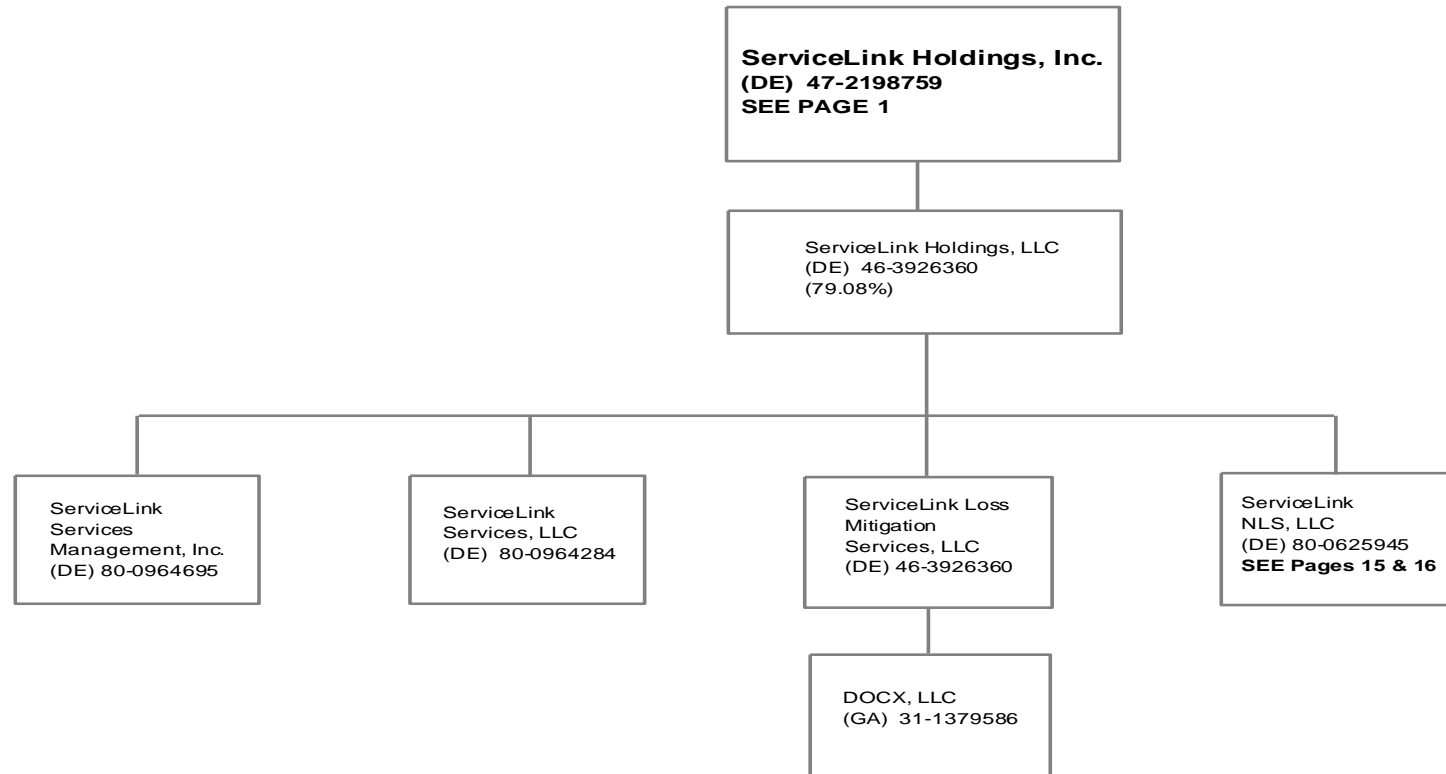 ServiceLink Holdings, Inc.
(DE) 47-2198759
SEE PAGE 1
ServiceLink Holdings, LLC
(DE) 46-3926360
(79.08%)
ServiceLink
Services
Management, Inc.
(DE) 80-0964695
ServiceLink
Services, LLC
(DE) 80-0964284
ServiceLink Loss
Mitigation
Services, LLC
(DE) 46-3926360
ServiceLink
NLS, LLC
(DE) 80-0625945
SEE Pages 15 & 16
DOCX, LLC
(GA) 31-1379586